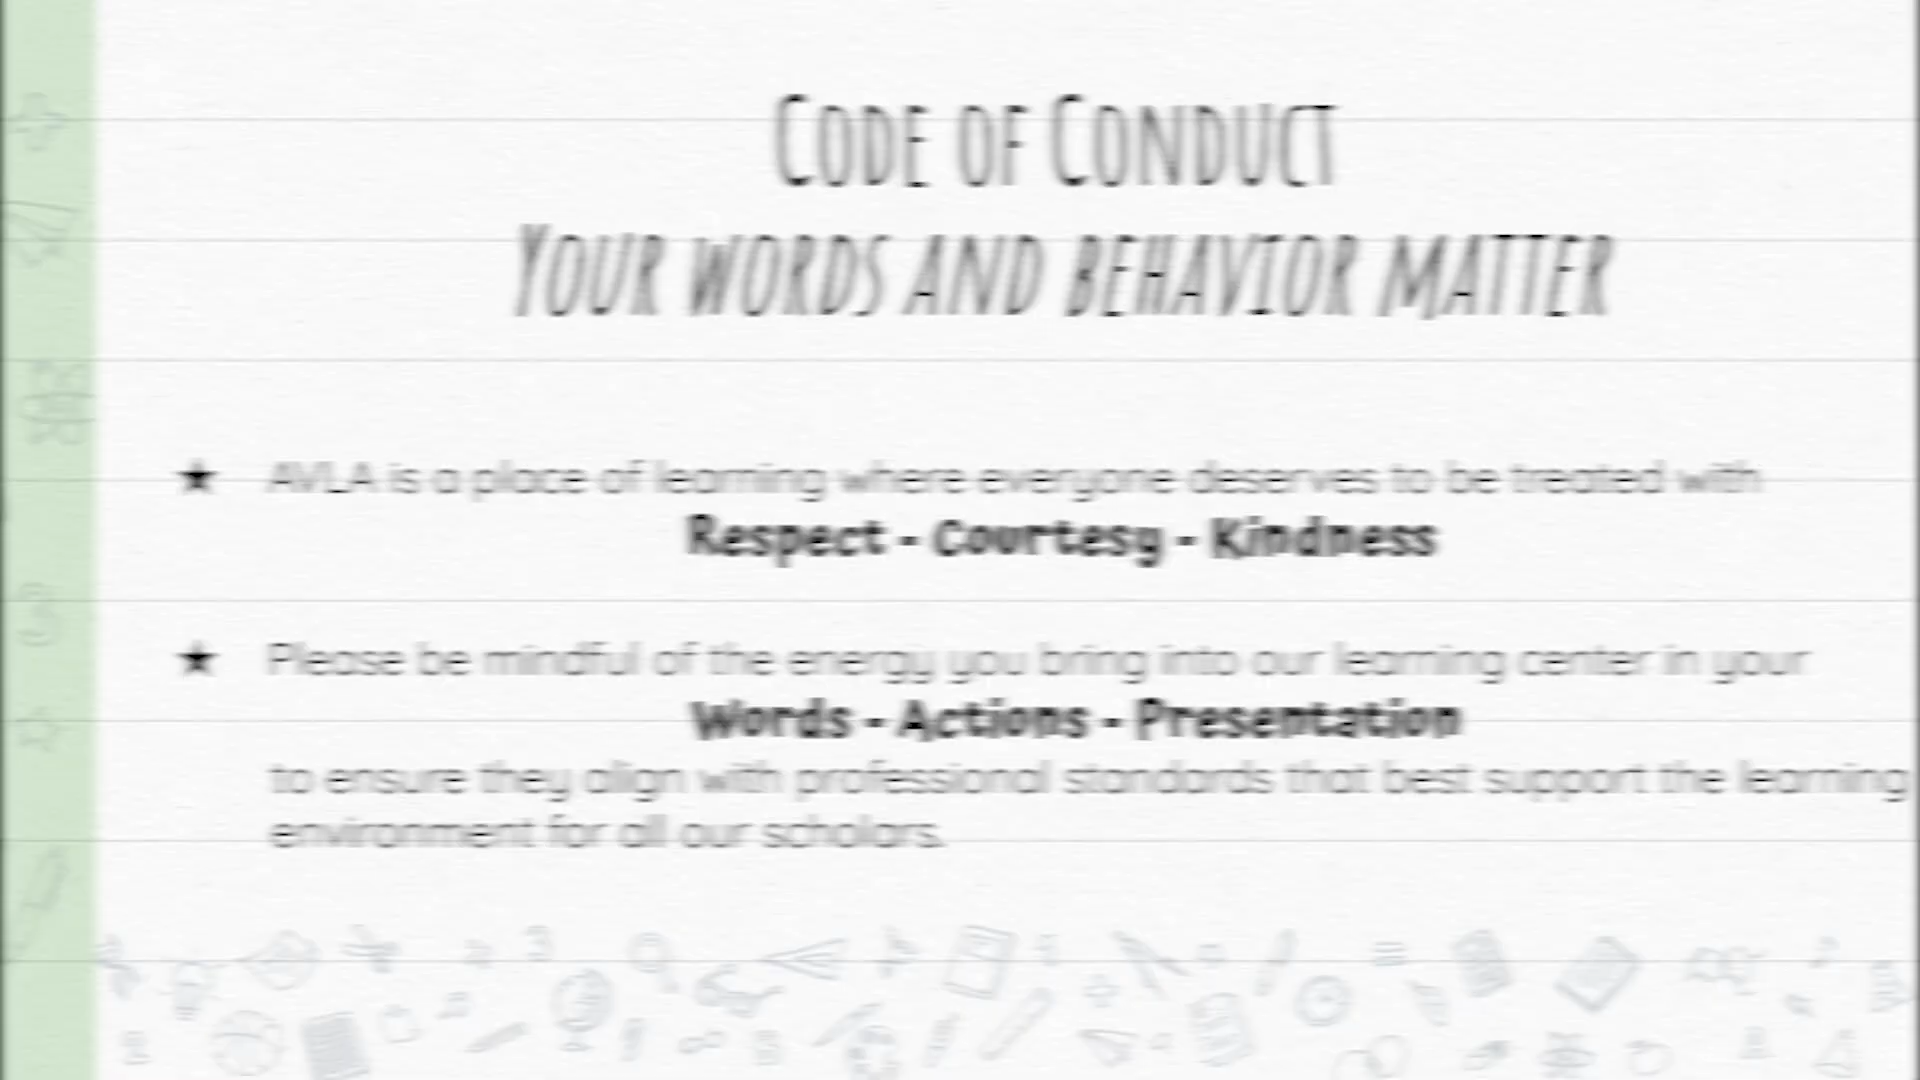 Code of Conduct
Your words and behavior matter
★ AVLA is a place of learning where everyone deserves to be treated with
Respect - Courtesy - Kindness
★ Please be mindful of the energy you bring into our learning center in your
Words - Actions - Presentation
to ensure they align with professional standards that best support the learning
environment for all our scholars.